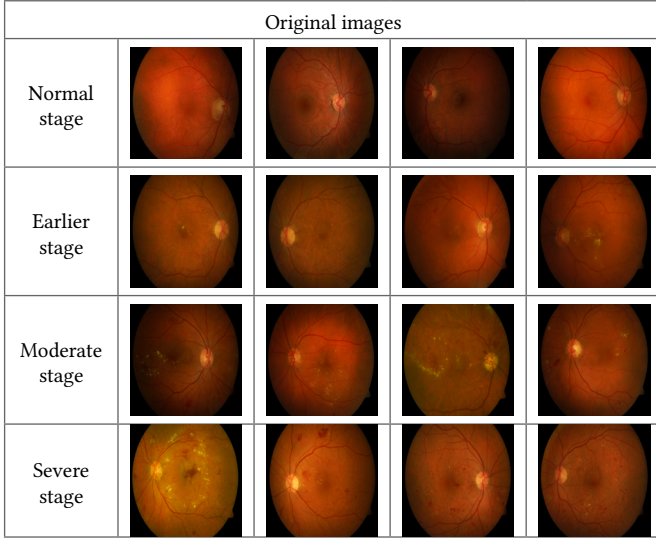 Original images
Normal
stage
Earlier
stage
Moderate
stage
Severe
stage